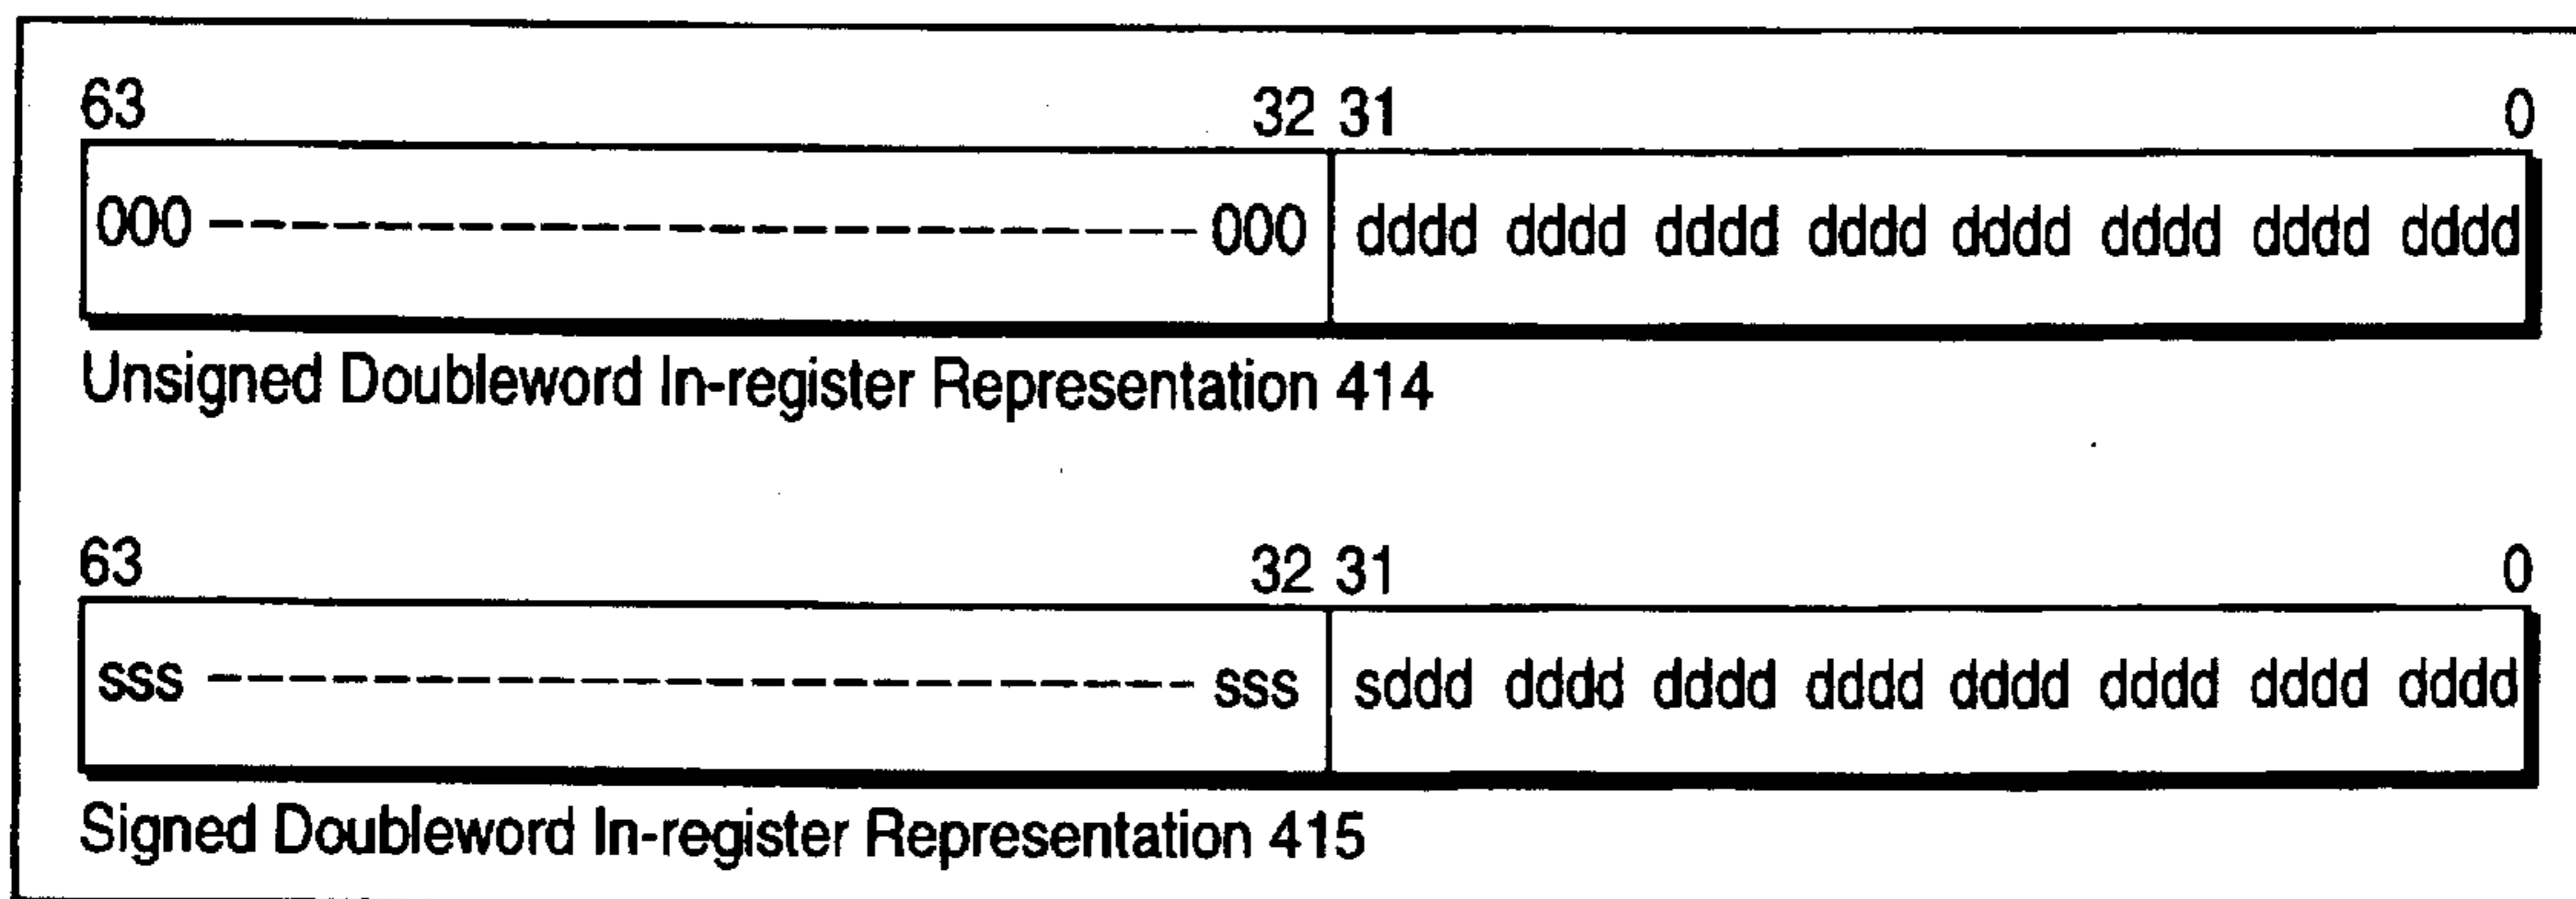 63 32 31 0
000 000 dddd dddd dddd dddd dddd dddd dddd dddd
Unsigned Doubleword In-register Representation 414
63 32 31 0
sss sss sddd dddd dddd dddd dddd dddd dddd dddd
Signed Doubleword In-register Representation 415